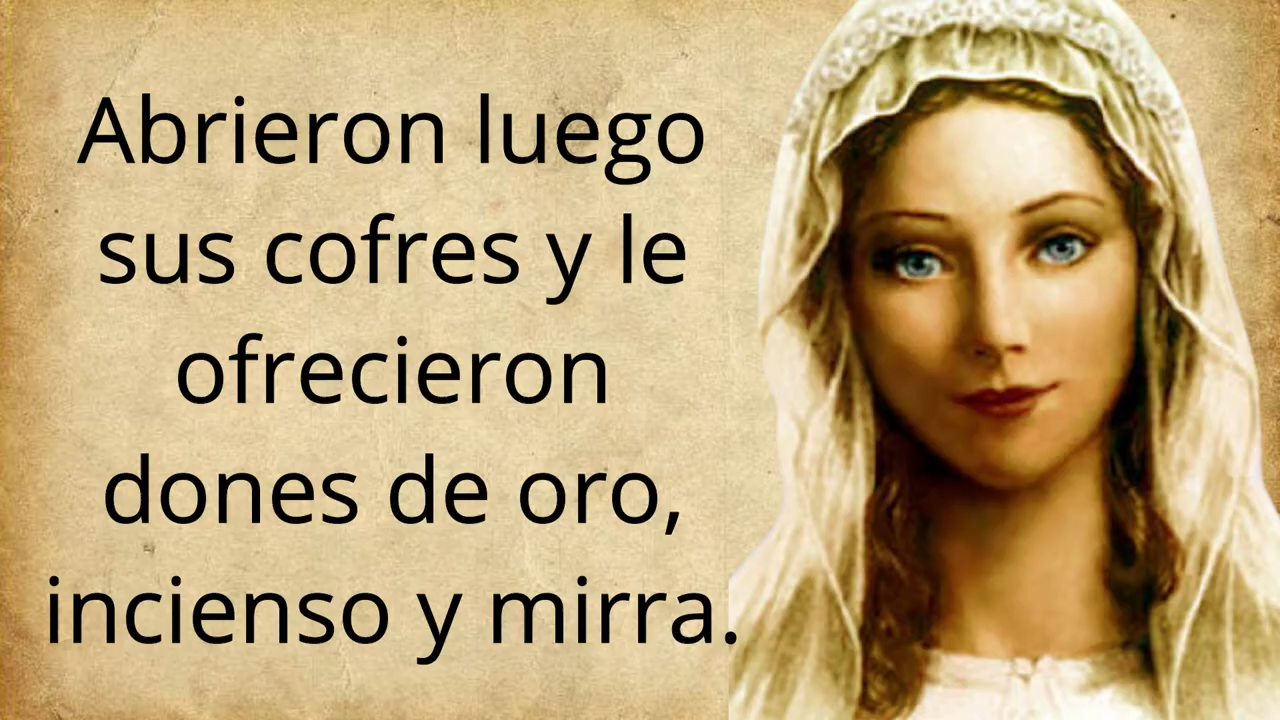 Abrieron luego
sus cofres y le
ofrecieron
dones de oro,
incienso y mirra.